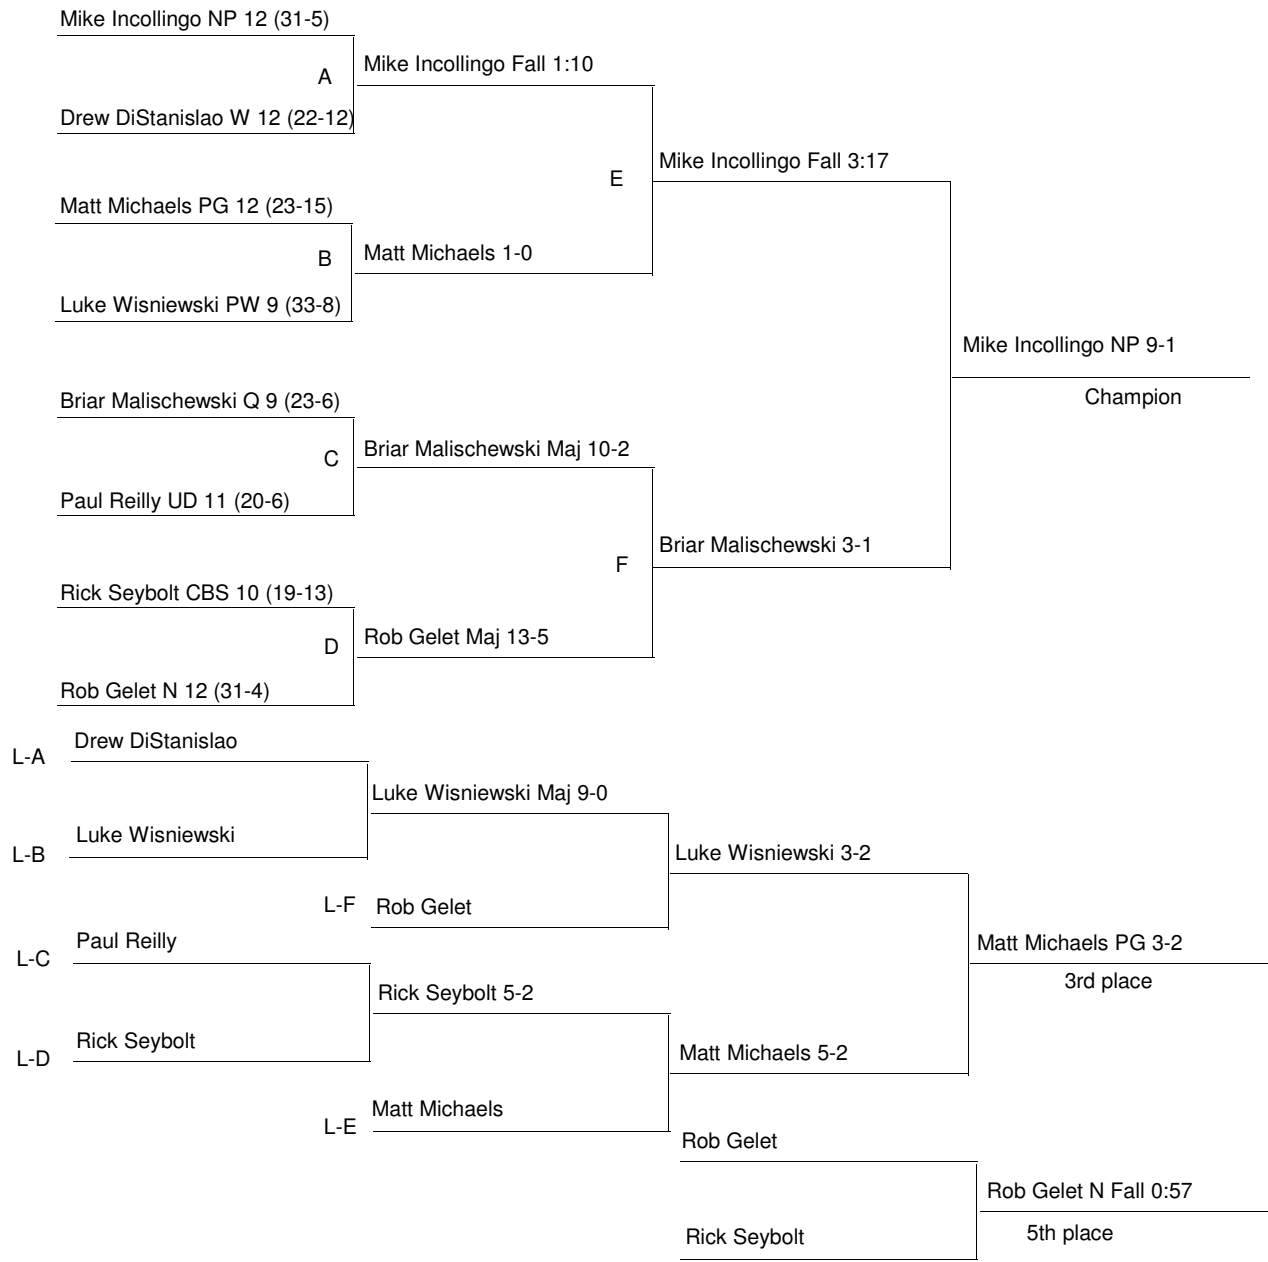 Mike Incollingo NP 12 (31-5)
A
Mike Incollingo Fall 1:10
Drew DiStanislao W 12 (22-12)
Mike Incollingo Fall 3:17
E
Matt Michaels PG 12 (23-15)
B
Matt Michaels 1-0
Luke Wisniewski PW 9 (33-8)
Mike Incollingo NP 9-1
Champion
Briar Malischewski Q 9 (23-6)
C
Briar Malischewski Maj 10-2
Paul Reilly UD 11 (20-6)
Briar Malischewski 3-1
F
Rick Seybolt CBS 10 (19-13)
D
Rob Gelet Maj 13-5
Rob Gelet N 12 (31-4)
L-A
Drew DiStanislao
Luke Wisniewski Maj 9-0
L-B
Luke Wisniewski
Luke Wisniewski 3-2
L-F
Rob Gelet
L-C
Paul Reilly
Matt Michaels PG 3-2
3rd place
Rick Seybolt 5-2
L-D
Rick Seybolt
Matt Michaels 5-2
L-E
Matt Michaels
Rob Gelet
Rob Gelet N Fall 0:57
5th place
Rick Seybolt